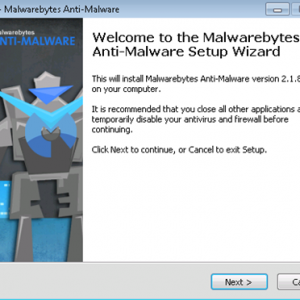 - Malwarebytes Anti-Malware
Malwarebytes
ANTI-MALWARE
Welcome to the Malwarebytes
Anti-Malware Setup Wizard
This will install Malwarebytes Anti-Malware version 2.1.8
on your computer.
It is recommended that you close all other applications a
temporarily disable your antivirus and firewall before
continuing.
Click Next to continue, or Cancel to exit Setup.
Next >